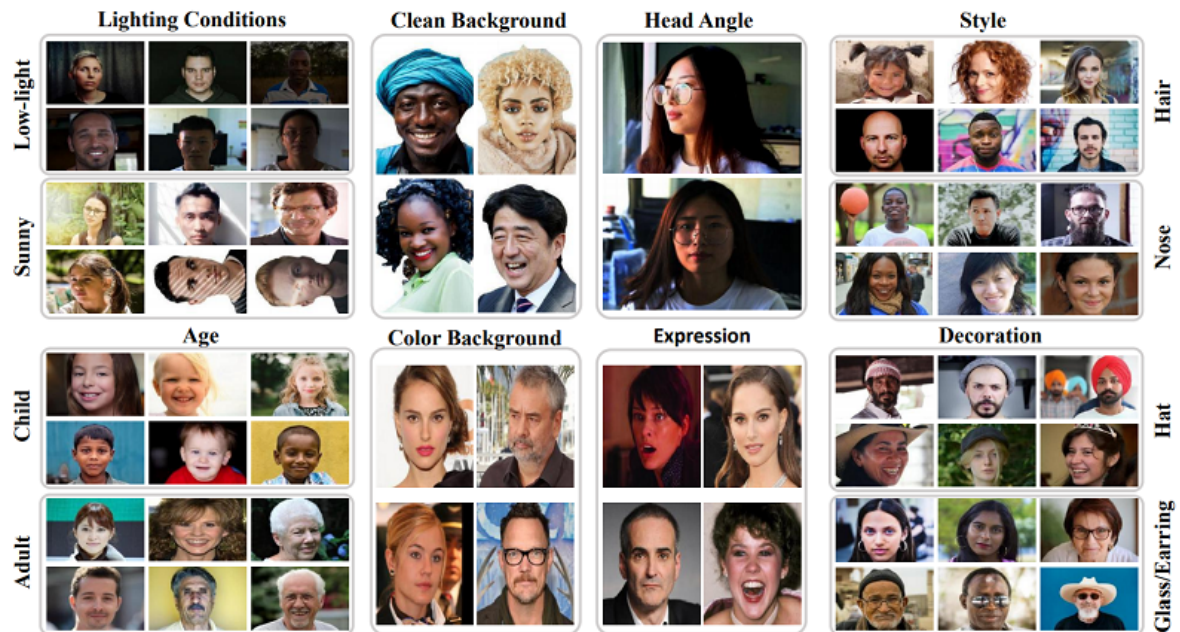 Lighting Conditions
Clean Background
Head Angle
Style
Low-light
Sunny
Hair
Nose
Age
Color Background
Expression
Decoration
Child
Adult
Hat
Glass/Earring